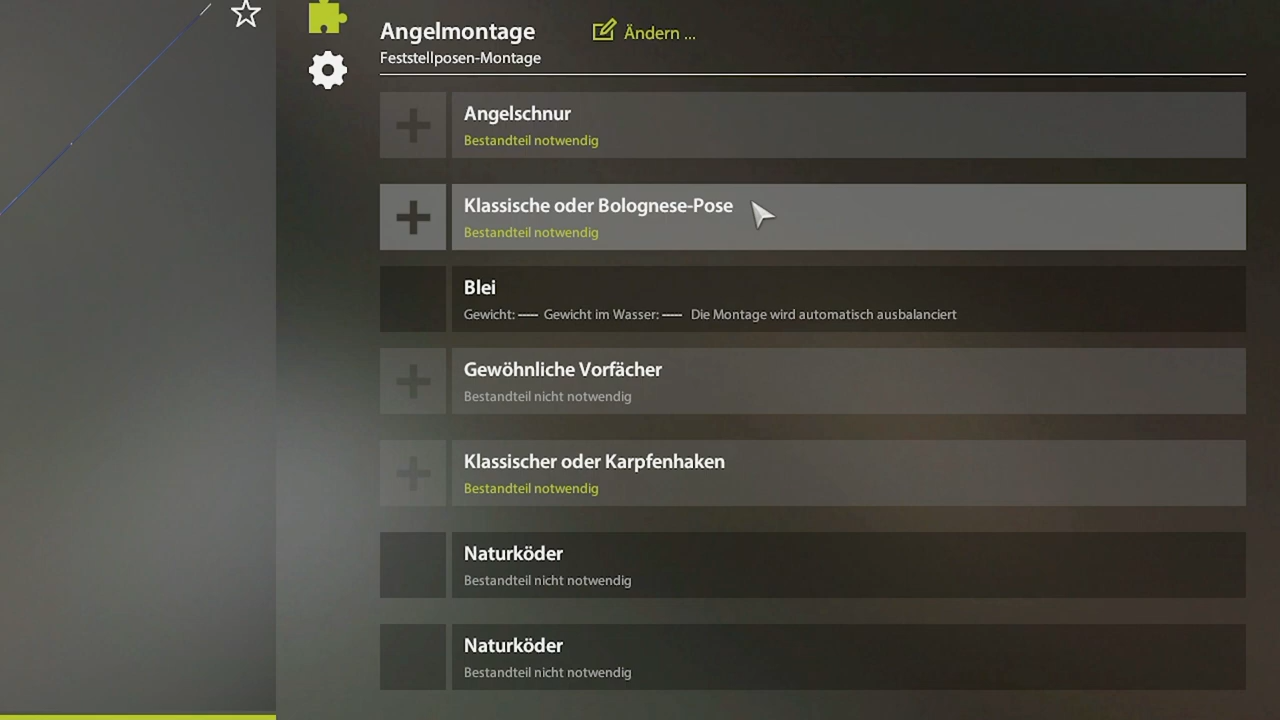 Angelmontage
Ändern ...
Feststellposen-Montage
Angelschnur
Bestandteil notwendig
Klassische oder Bolognese-Pose
Bestandteil notwendig
Blei
Gewicht: — Gewicht im Wasser: — Die Montage wird automatisch ausbalanciert
Gewöhnliche Vorfächer
Bestandteil nicht notwendig
Klassischer oder Karpfenhaken
Bestandteil notwendig
Naturköder
Bestandteil nicht notwendig
Naturköder
Bestandteil nicht notwendig